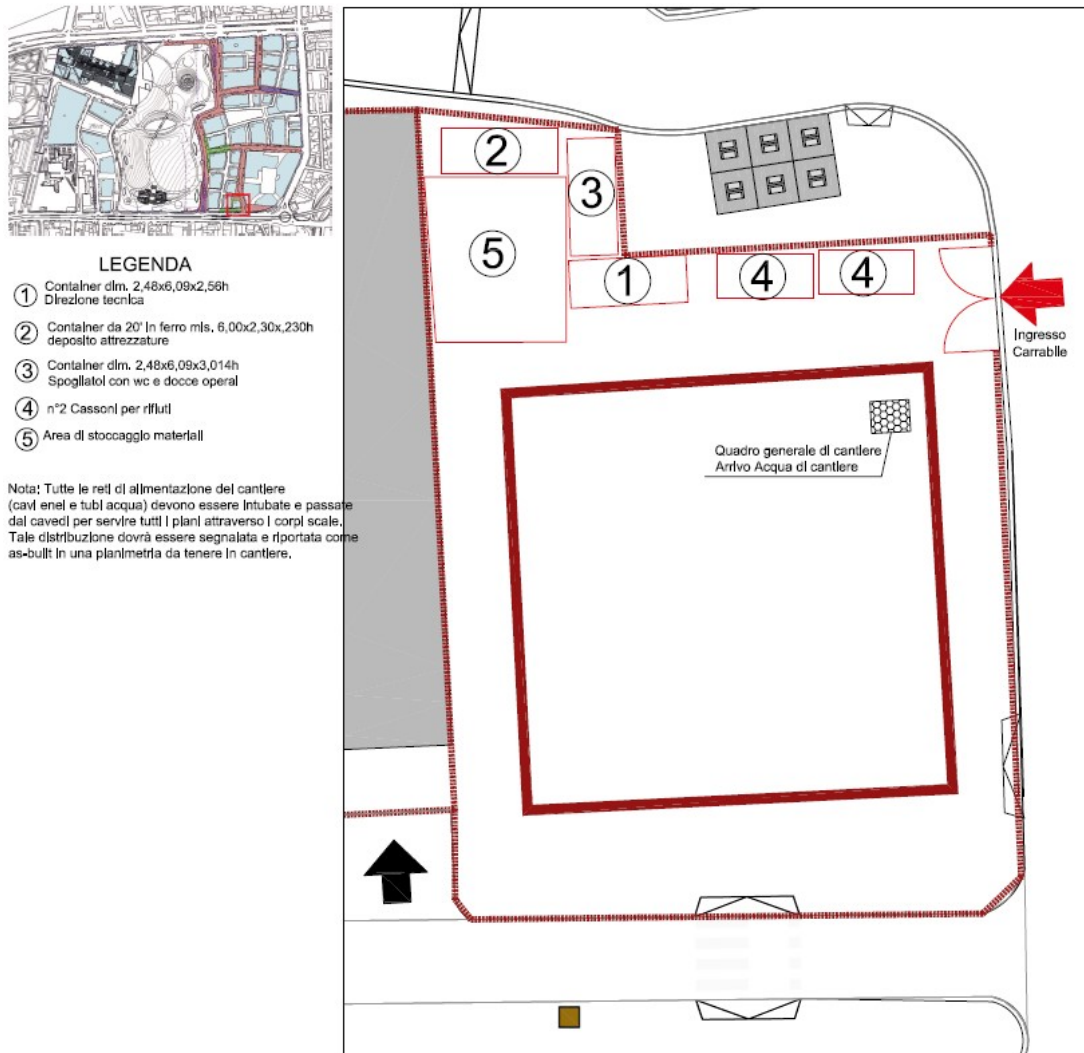 LEGENDA
1 Container dim. 2,48x6,09x2,56h
Direzione tecnica
2 Container da 20' in ferro mis. 6,00x2,30x,230h
deposito attrezzature
3 Container dim. 2,48x6,09x3,014h
Spogliatoi con wc e docce operai
4 n°2 Cassoni per rifiuti
5 Area di stoccaggio materiali
Nota: Tutte le reti di alimentazione del cantiere
(cavi enel e tubi acqua) devono essere intubate e passate
dai cavedi per servire tutti i piani attraverso i corpi scale.
Tale distribuzione dovrà essere segnalata e riportata come
as-built in una planimetria da tenere in cantiere.
2
3
5
1
4
4
Ingresso
Carrabile
Quadro generale di cantiere
Arrivo Acqua di cantiere